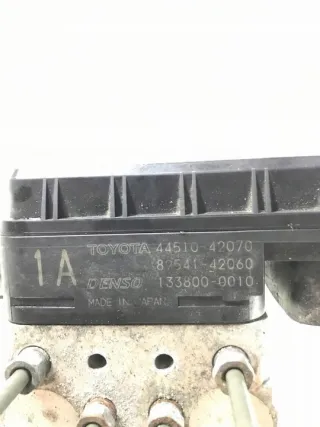 TOYOTA 44510-42070
1A 89541-42060
DENSO 133800-0010
MADE IN JAPAN